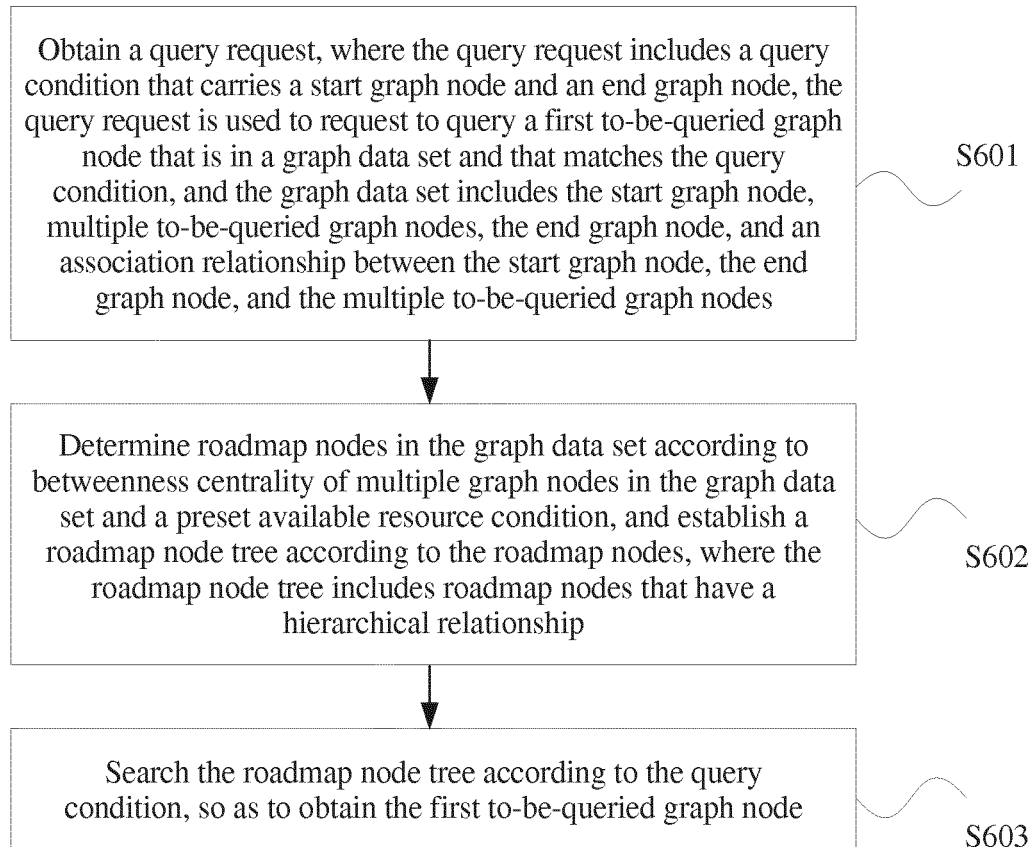 Obtain a query request, where the query request includes a query
condition that carries a start graph node and an end graph node, the
query request is used to request to query a first to-be-queried graph
node that is in a graph data set and that matches the query
condition, and the graph data set includes the start graph node,
multiple to-be-queried graph nodes, the end graph node, and an
association relationship between the start graph node, the end
graph node, and the multiple to-be-queried graph nodes
S601
Determine roadmap nodes in the graph data set according to
betweenness centrality of multiple graph nodes in the graph data
set and a preset available resource condition, and establish a
roadmap node tree according to the roadmap nodes, where the
roadmap node tree includes roadmap nodes that have a
hierarchical relationship
S602
Search the roadmap node tree according to the query
condition, so as to obtain the first to-be-queried graph node
S603